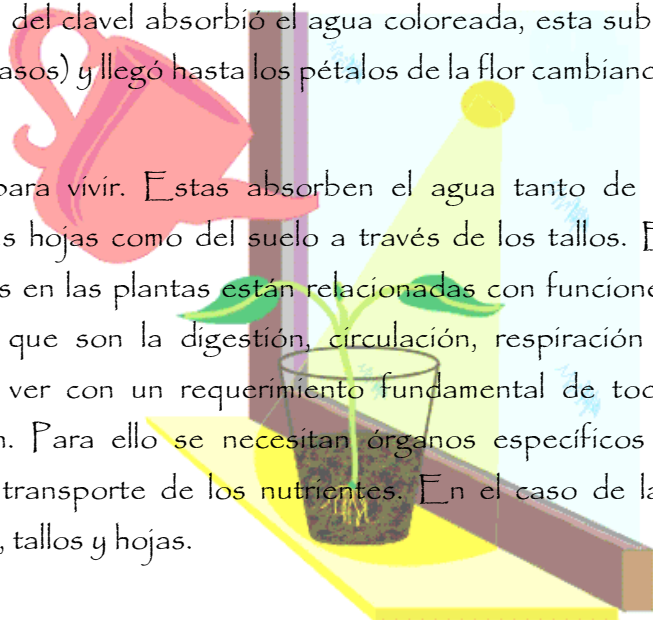 del clavel absorbió el agua coloreada, esta sub
asos) y llegó hasta los pétalos de la flor cambiano
para vivir. Estas absorben el agua tanto de
s hojas como del suelo a través de los tallos. E
s en las plantas están relacionadas con funcione
que son la digestión, circulación, respiración
ver con un requerimiento fundamental de too
n. Para ello se necesitan órganos específicos
transporte de los nutrientes. En el caso de la
, tallos y hojas.